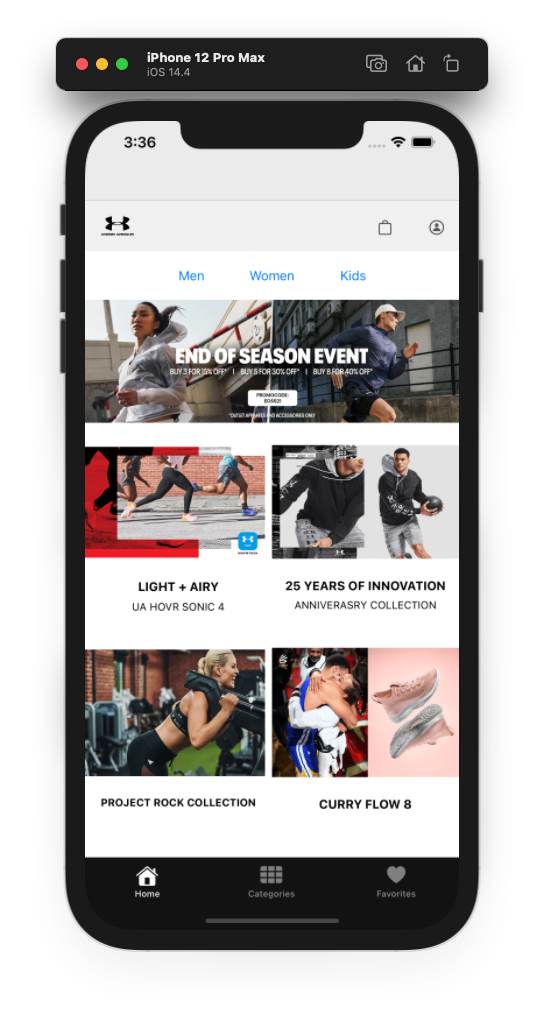 iPhone 12 Pro Max
iOS 14.4
3:36
UNDER ARMOUR
Men
Women
Kids
END OF SEASON EVENT
BUY 3 FOR 15% OFF* | BUY 5 FOR 30% OFF* | BUY 8 FOR 40% OFF*
PROMOCODE:
EOS521
*OUTLET APPAREL AND ACCESSORIES ONLY
LIGHT + AIRY
UA HOVR SONIC 4
25 YEARS OF INNOVATION
ANNIVERASRY COLLECTION
PROJECT ROCK COLLECTION
CURRY FLOW 8
Home
Categories
Favorites